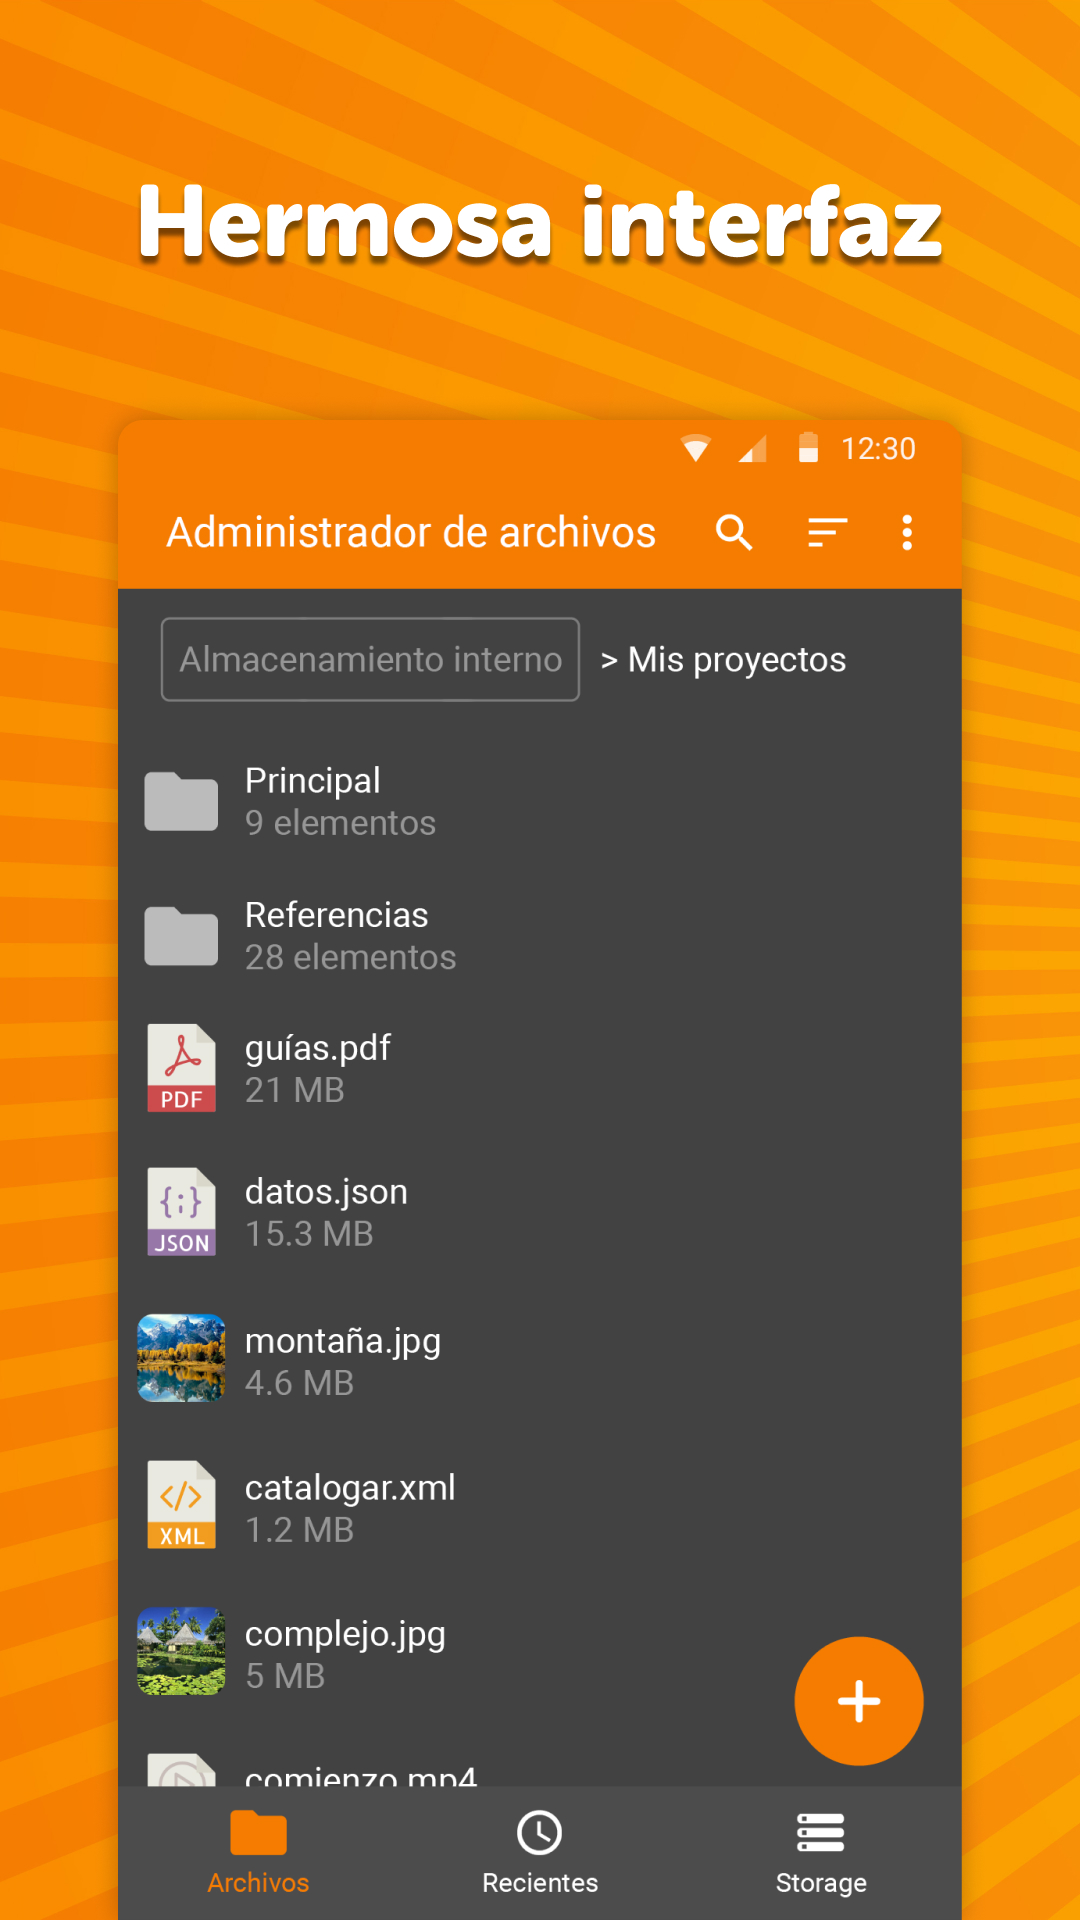 Hermosa interfaz
12:30
Administrador de archivos
Almacenamiento interno > Mis proyectos
Principal
9 elementos
Referencias
28 elementos
guías.pdf
21 MB
PDF
datos.json
15.3 MB
{;}
JSON
montaña.jpg
4.6 MB
catalogar.xml
1.2 MB
</>
XML
complejo.jpg
5 MB
comienzo.mp4
Archivos
Recientes
Storage